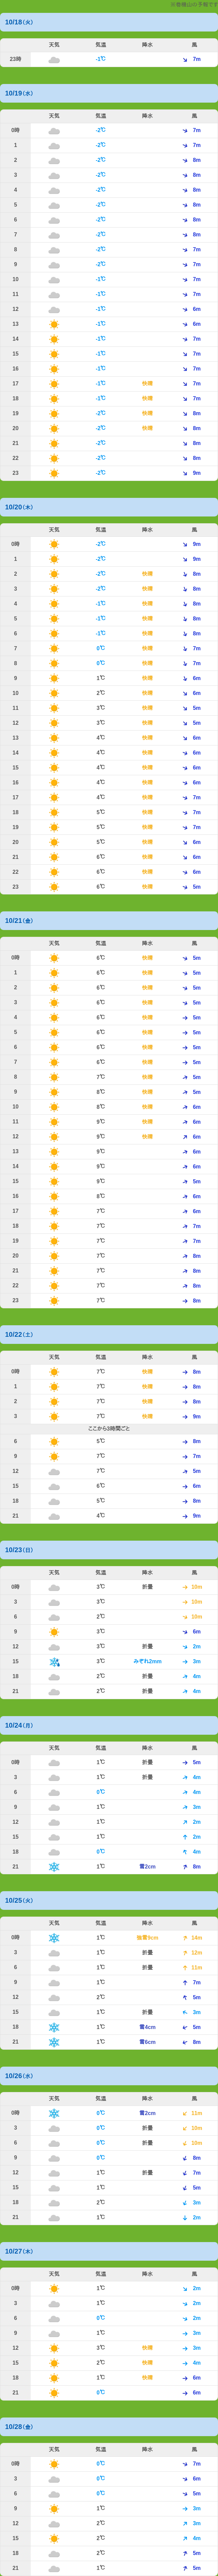 ※磐梯山の予報です
10/18(火)
天気 気温 降水 風
23時 -1℃ 7m
10/19(水)
天気 気温 降水 風
0時 -2℃ 7m
1 -2℃ 7m
2 -2℃ 8m
3 -2℃ 8m
4 -2℃ 8m
5 -2℃ 8m
6 -2℃ 8m
7 -2℃ 8m
8 -2℃ 7m
9 -2℃ 7m
10 -1℃ 7m
11 -1℃ 7m
12 -1℃ 6m
13 -1℃ 6m
14 -1℃ 7m
15 -1℃ 7m
16 -1℃ 7m
17 -1℃ 快晴 7m
18 -1℃ 快晴 7m
19 -2℃ 快晴 8m
20 -2℃ 快晴 8m
21 -2℃ 8m
22 -2℃ 8m
23 -2℃ 9m
10/20(木)
天気 気温 降水 風
0時 -2℃ 9m
1 -2℃ 9m
2 -2℃ 快晴 8m
3 -2℃ 快晴 8m
4 -1℃ 快晴 8m
5 -1℃ 快晴 8m
6 -1℃ 快晴 8m
7 0℃ 快晴 7m
8 0℃ 快晴 7m
9 1℃ 快晴 6m
10 2℃ 快晴 6m
11 3℃ 快晴 5m
12 3℃ 快晴 5m
13 4℃ 快晴 6m
14 4℃ 快晴 6m
15 4℃ 快晴 6m
16 4℃ 快晴 6m
17 4℃ 快晴 7m
18 5℃ 快晴 7m
19 5℃ 快晴 7m
20 5℃ 快晴 6m
21 6℃ 快晴 6m
22 6℃ 快晴 6m
23 6℃ 快晴 5m
10/21(金)
天気 気温 降水 風
0時 6℃ 快晴 5m
1 6℃ 快晴 5m
2 6℃ 快晴 5m
3 6℃ 快晴 5m
4 6℃ 快晴 5m
5 6℃ 快晴 5m
6 6℃ 快晴 5m
7 6℃ 快晴 5m
8 7℃ 快晴 5m
9 8℃ 快晴 5m
10 8℃ 快晴 6m
11 9℃ 快晴 6m
12 9℃ 快晴 6m
13 9℃ 6m
14 9℃ 6m
15 9℃ 5m
16 8℃ 6m
17 7℃ 6m
18 7℃ 7m
19 7℃ 7m
20 7℃ 8m
21 7℃ 8m
22 7℃ 8m
23 7℃ 8m
10/22(土)
天気 気温 降水 風
0時 7℃ 快晴 8m
1 7℃ 快晴 8m
2 7℃ 快晴 8m
3 7℃ 快晴 9m
ここから3時間ごと
6 5℃ 8m
9 7℃ 7m
12 7℃ 5m
15 6℃ 6m
18 5℃ 8m
21 4℃ 9m
10/23(日)
天気 気温 降水 風
0時 3℃ 折曇 10m
3 3℃ 10m
6 2℃ 10m
9 3℃ 6m
12 3℃ 折曇 2m
15 3℃ みぞれ2mm 3m
18 2℃ 折曇 4m
21 2℃ 折曇 4m
10/24(月)
天気 気温 降水 風
0時 1℃ 折曇 5m
3 1℃ 折曇 4m
6 0℃ 4m
9 1℃ 3m
12 1℃ 2m
15 1℃ 2m
18 0℃ 4m
21 1℃ 雪2cm 8m
10/25(火)
天気 気温 降水 風
0時 1℃ 強雪9cm 14m
3 1℃ 折曇 12m
6 1℃ 折曇 11m
9 1℃ 7m
12 2℃ 5m
15 1℃ 折曇 3m
18 1℃ 雪4cm 5m
21 1℃ 雪6cm 8m
10/26(水)
天気 気温 降水 風
0時 0℃ 雪2cm 11m
3 0℃ 折曇 10m
6 0℃ 折曇 10m
9 0℃ 8m
12 1℃ 折曇 7m
15 1℃ 5m
18 2℃ 3m
21 1℃ 2m
10/27(木)
天気 気温 降水 風
0時 1℃ 2m
3 1℃ 2m
6 0℃ 2m
9 1℃ 3m
12 3℃ 快晴 3m
15 2℃ 快晴 4m
18 1℃ 快晴 6m
21 0℃ 6m
10/28(金)
天気 気温 降水 風
0時 0℃ 7m
3 0℃ 6m
6 0℃ 5m
9 1℃ 3m
12 2℃ 3m
15 2℃ 4m
18 2℃ 5m
21 1℃ 5m